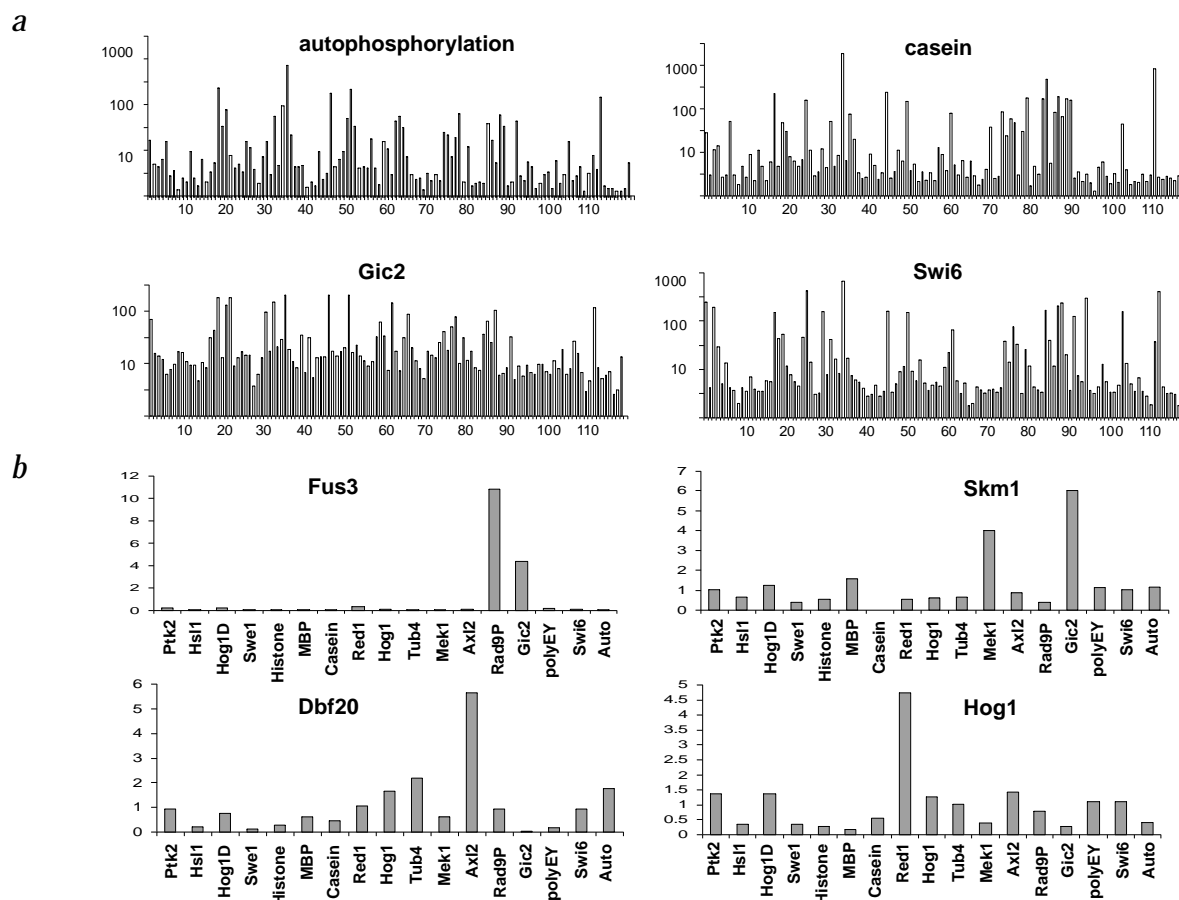 a
autophosphorylation
1000
100
10
10 20 30 40 50 60 70 80 90 100 110
casein
1000
100
10
10 20 30 40 50 60 70 80 90 100 110
Gic2
100
10
10 20 30 40 50 60 70 80 90 100 110
Swi6
1000
100
10
10 20 30 40 50 60 70 80 90 100 110
b
Fus3
12
10
8
6
4
2
0
Ptk2 Hsl1 Hog1D Swe1 Histone MBP Casein Red1 Hog1 Tub4 Mek1 Axl2 Rad9P Gic2 polyEY Swi6 Auto
Skm1
7
6
5
4
3
2
1
0
Ptk2 Hsl1 Hog1D Swe1 Histone MBP Casein Red1 Hog1 Tub4 Mek1 Axl2 Rad9P Gic2 polyEY Swi6 Auto
Dbf20
6
5
4
3
2
1
0
Ptk2 Hsl1 Hog1D Swe1 Histone MBP Casein Red1 Hog1 Tub4 Mek1 Axl2 Rad9P Gic2 polyEY Swi6 Auto
Hog1
5
4.5
4
3.5
3
2.5
2
1.5
1
0.5
0
Ptk2 Hsl1 Hog1D Swe1 Histone MBP Casein Red1 Hog1 Tub4 Mek1 Axl2 Rad9P Gic2 polyEY Swi6 Auto